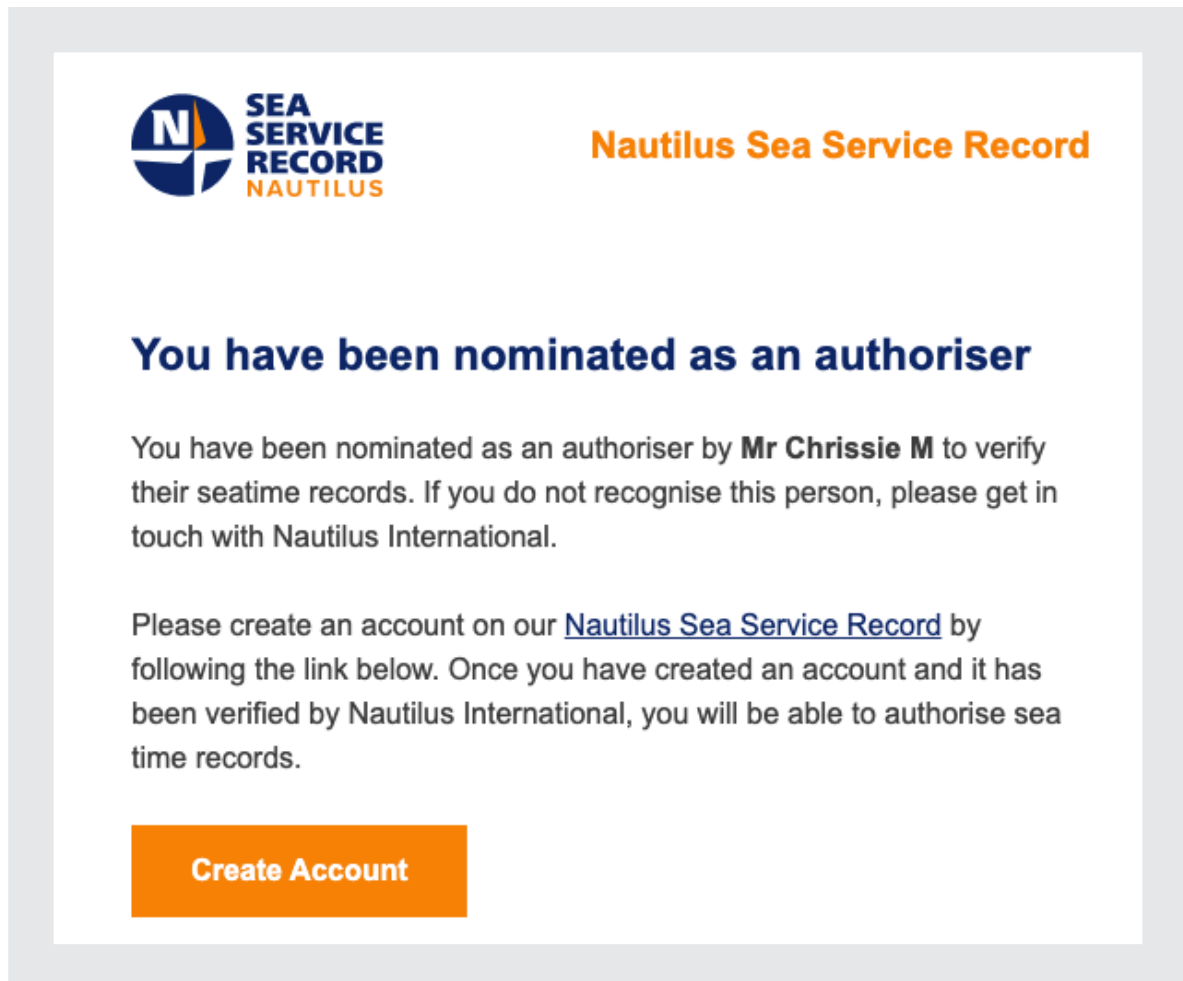 N
SEA
SERVICE
RECORD
NAUTILUS
Nautilus Sea Service Record
You have been nominated as an authoriser
You have been nominated as an authoriser by Mr Chrissie M to verify
their seatime records. If you do not recognise this person, please get in
touch with Nautilus International.
Please create an account on our Nautilus Sea Service Record by
following the link below. Once you have created an account and it has
been verified by Nautilus International, you will be able to authorise sea
time records.
Create Account